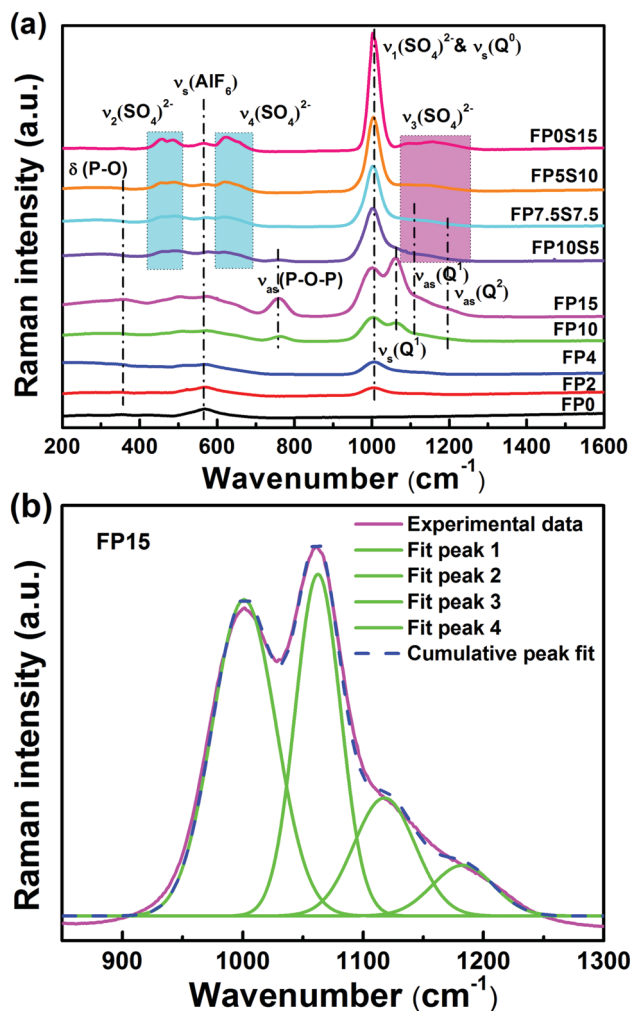 (a)
ν₁(SO₄)²⁻ & νₛ(Q⁰)
νₛ(AlF₆)
ν₂(SO₄)²⁻
ν₄(SO₄)²⁻
ν₃(SO₄)²⁻
FP0S15
δ (P-O)
FP5S10
FP7.5S7.5
FP10S5
νₐₛ(P-O-P)
νₐₛ(Q¹)
νₐₛ(Q²)
FP15
νₛ(Q¹)
FP10
FP4
FP2
FP0
Raman intensity (a.u.)
200 400 600 800 1000 1200 1400 1600
Wavenumber (cm⁻¹)
(b)
FP15
Experimental data
Fit peak 1
Fit peak 2
Fit peak 3
Fit peak 4
Cumulative peak fit
Raman intensity (a.u.)
900 1000 1100 1200 1300
Wavenumber (cm⁻¹)